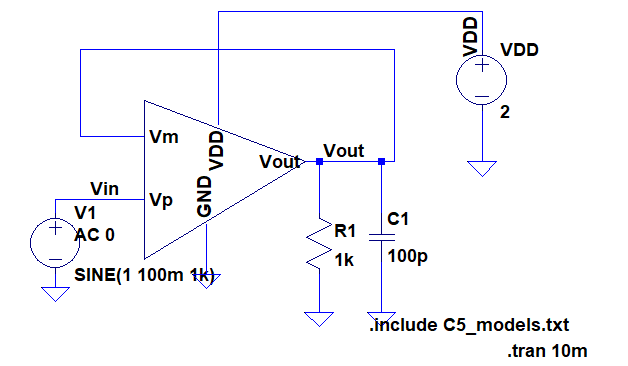 VDD
VDD
2
Vm
VDD
Vout
Vout
Vin
Vp
GND
V1
AC 0
SINE(1 100m 1k)
R1
1k
C1
100p
.include C5_models.txt
.tran 10m